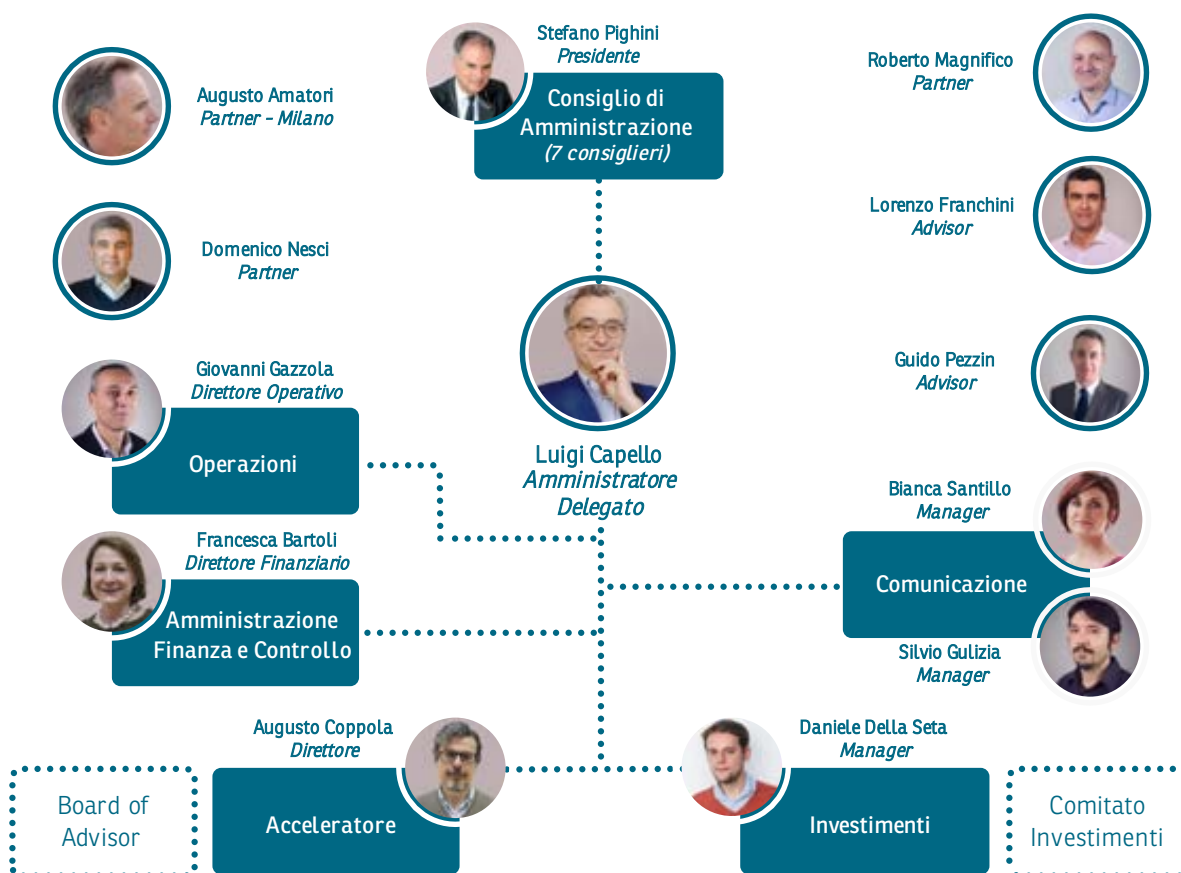 Stefano Pighini
Presidente
Consiglio di
Amministrazione
(7 consiglieri)
Augusto Amatori
Partner - Milano
Roberto Magnifico
Partner
Domenico Nesci
Partner
Lorenzo Franchini
Advisor
Guido Pezzin
Advisor
Giovanni Gazzola
Direttore Operativo
Operazioni
Luigi Capello
Amministratore
Delegato
Francesca Bartoli
Direttore Finanziario
Amministrazione
Finanza e Controllo
Bianca Santillo
Manager
Comunicazione
Silvio Gulizia
Manager
Augusto Coppola
Direttore
Acceleratore
Daniele Della Seta
Manager
Investimenti
Board of
Advisor
Comitato
Investimenti